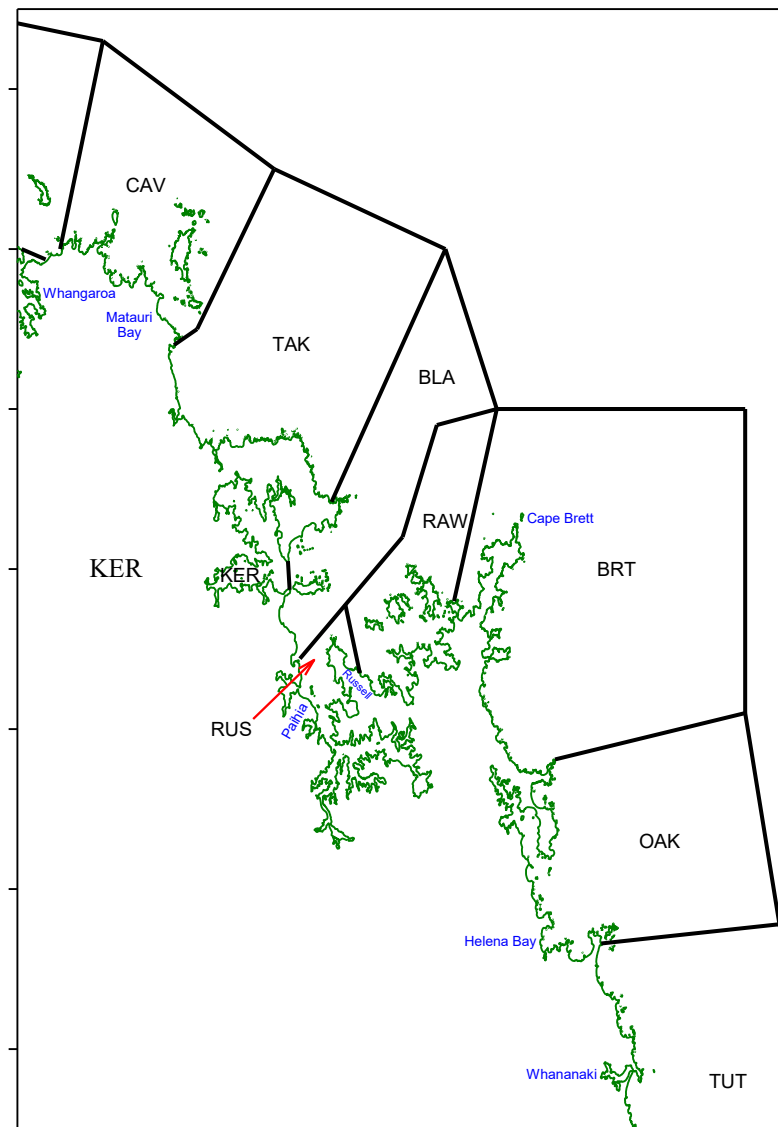 CAV
Whangaroa
Matauri
Bay
TAK
BLA
RAW
Cape Brett
KER
KER
BRT
Russell
Paihia
RUS
OAK
Helena Bay
Whananaki
TUT